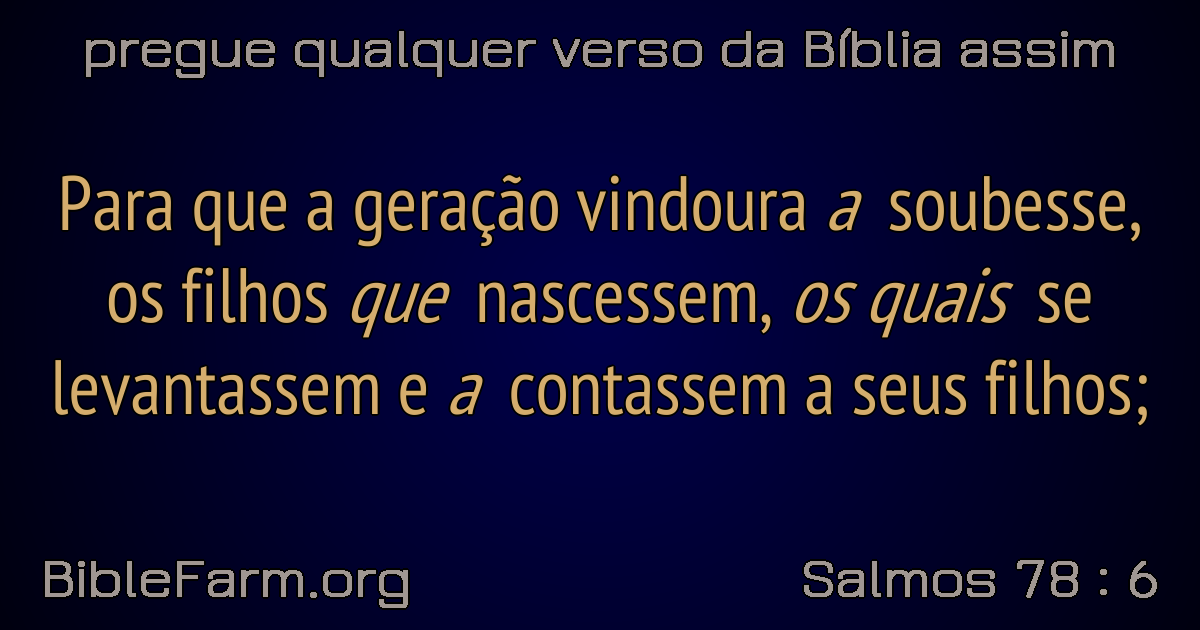 pregue qualquer verso da Bíblia assim
Para que a geração vindoura a soubesse,
os filhos que nascessem, os quais se
levantassem e a contassem a seus filhos;
BibleFarm.org
Salmos 78 : 6